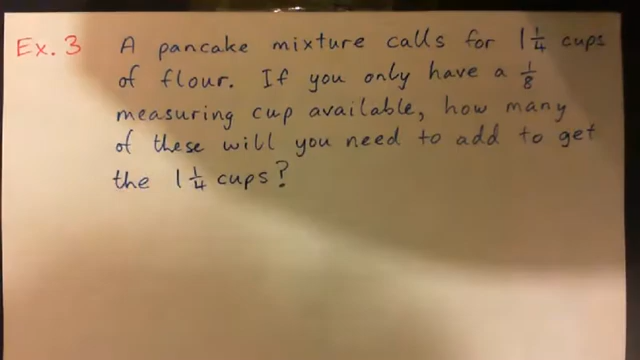 Ex. 3 A pancake mixture calls for 1 1/4 cups
of flour. If you only have a 1/8
measuring cup available, how many
of these will you need to add to get
the 1 1/4 cups?